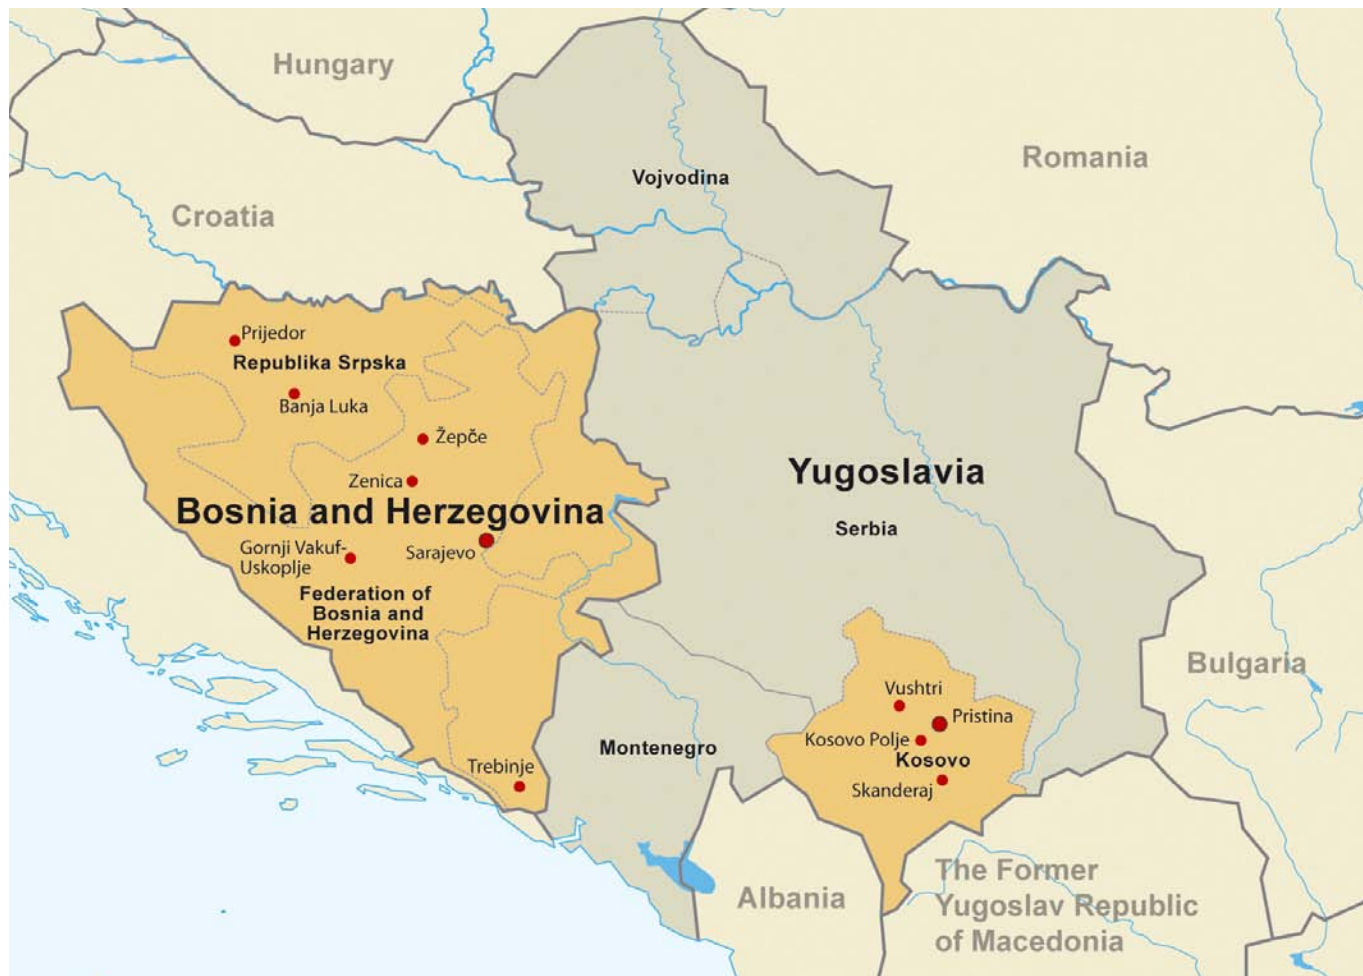 Hungary
Romania
Vojvodina
Croatia
Prijedor
Republika Srpska
Banja Luka
Žepče
Zenica
Yugoslavia
Bosnia and Herzegovina
Serbia
Gornji Vakuf-
Uskoplje
Sarajevo
Federation of
Bosnia and
Herzegovina
Bulgaria
Vushtri
Pristina
Kosovo Polje
Montenegro
Kosovo
Trebinje
Skanderaj
The Former
Yugoslav Republic
of Macedonia
Albania